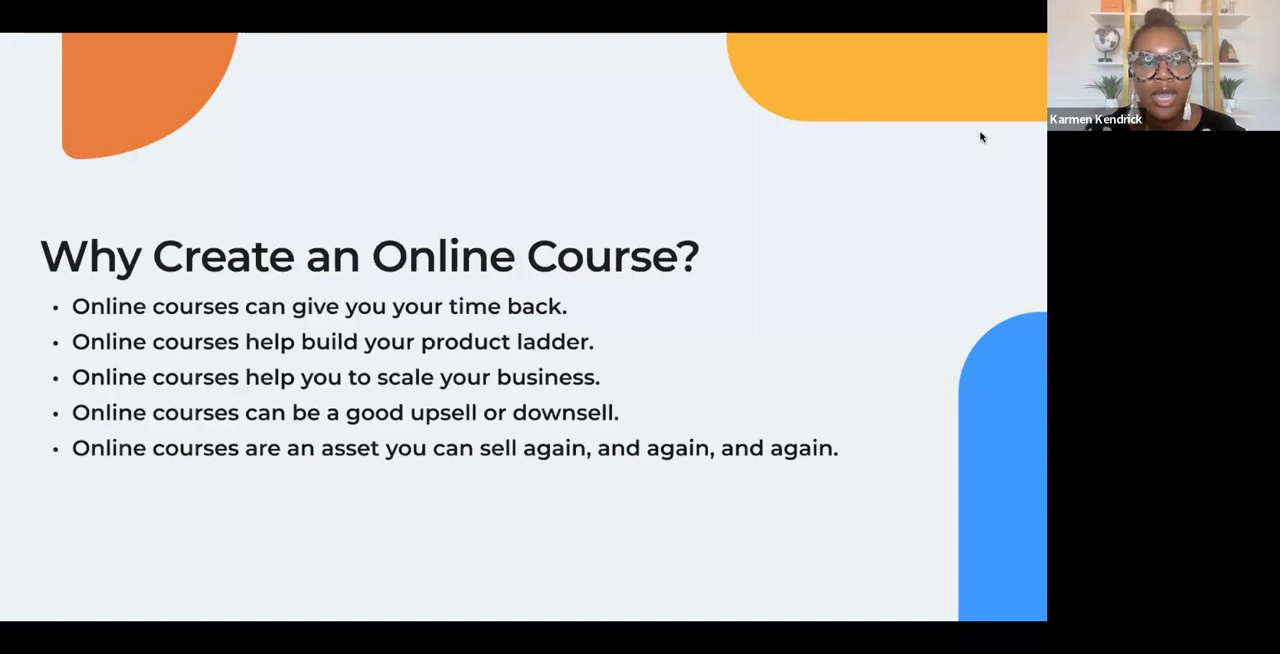 Why Create an Online Course?
• Online courses can give you your time back.
• Online courses help build your product ladder.
• Online courses help you to scale your business.
• Online courses can be a good upsell or downsell.
• Online courses are an asset you can sell again, and again, and again.
Karmen Kendrick